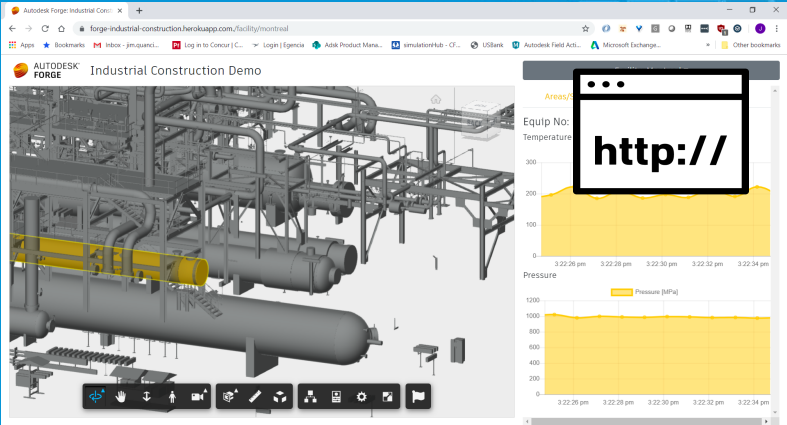 Autodesk Forge: Industrial Const
forge-industrial-construction.herokuapp.com./facility/montreal
Apps
Bookmarks
M Inbox - jim.quanci...
Log in to Concur | C...
Login | Egencia
Adsk Product Mana...
simulationHub - CF...
USBank
Autodesk Field Acti...
Microsoft Exchange...
»
Other bookmarks
AUTODESK
FORGE
Industrial Construction Demo
Areas/S
http://
Equip No:
Temperature
300
200
100
0
3:22:26 pm
3:22:28 pm
3:22:30 pm
3:22:32 pm
3:22:34 pm
Pressure
Pressure [MPa]
1200
1000
800
600
400
200
0
3:22:26 pm
3:22:28 pm
3:22:30 pm
3:22:32 pm
3:22:34 pm